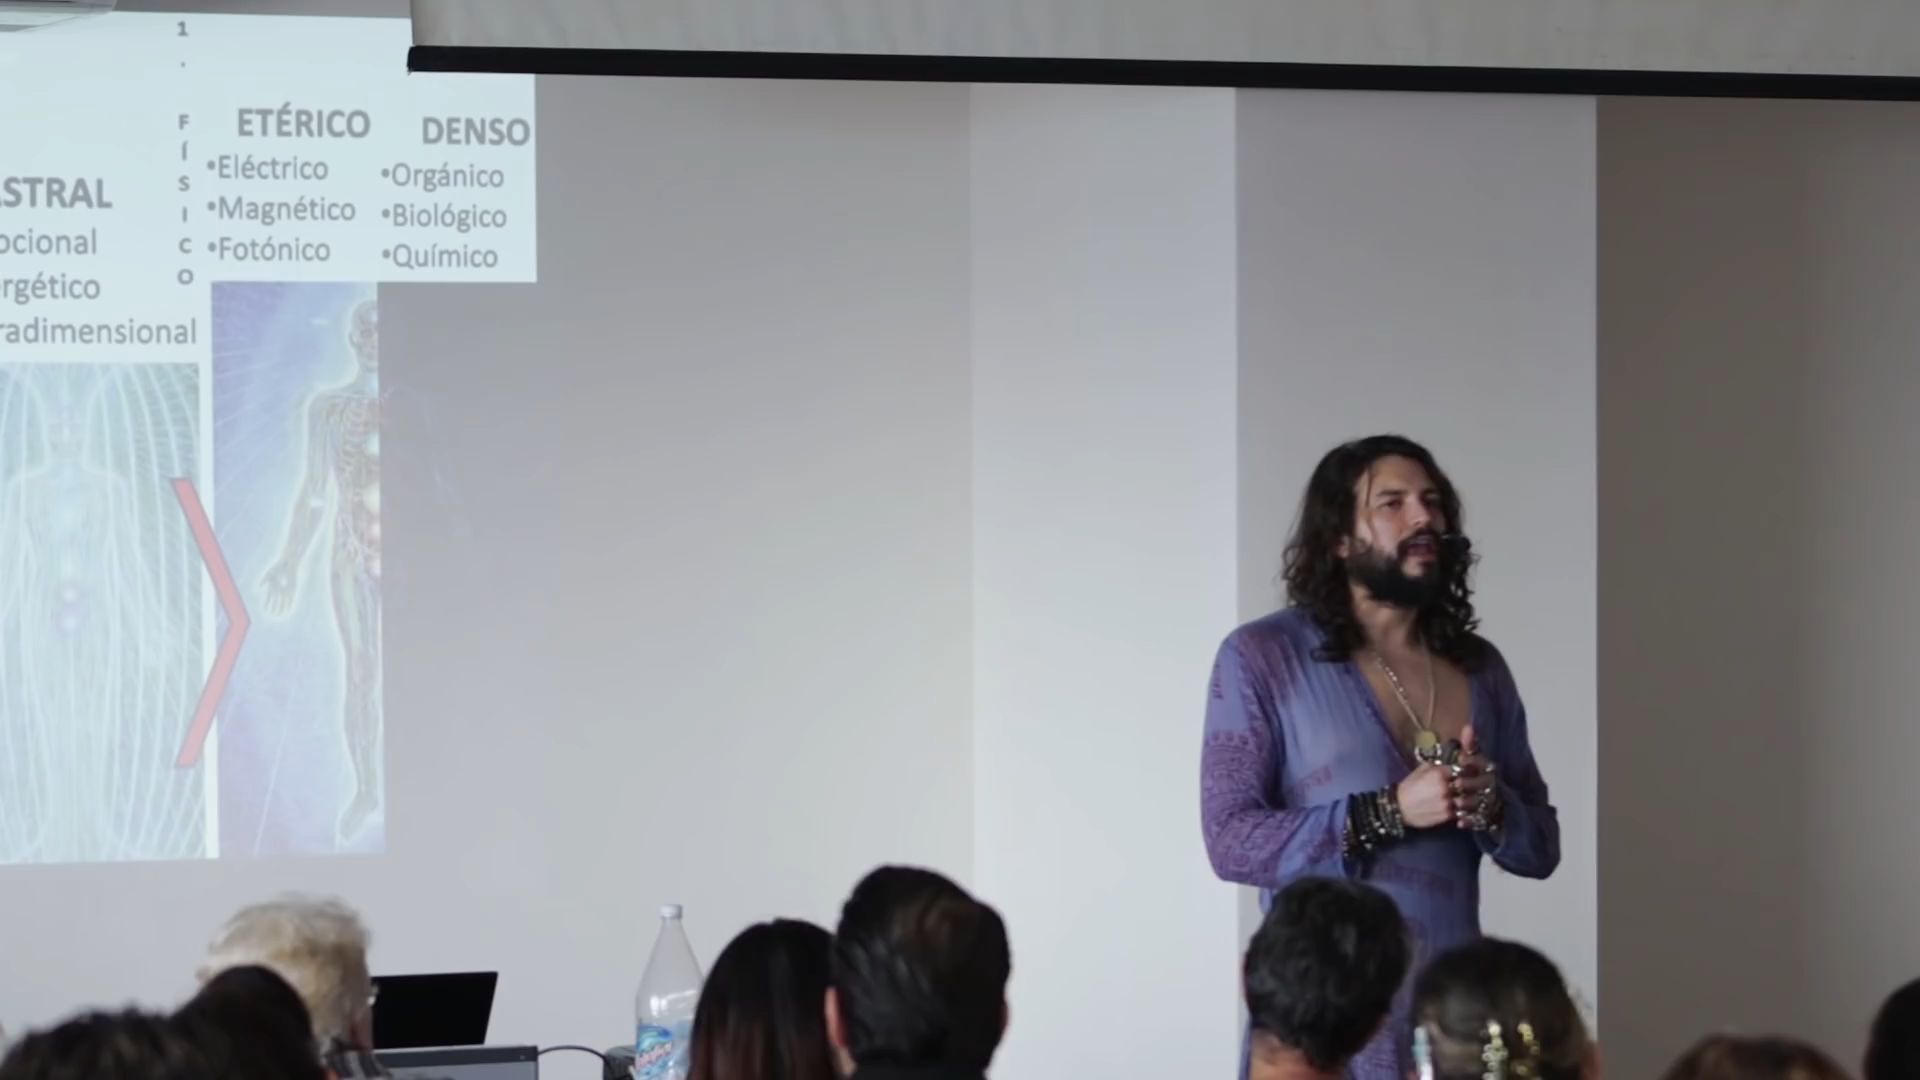 1
.
F
í
s
i
c
o
ETÉRICO
•Eléctrico
•Magnético
•Fotónico
DENSO
•Orgánico
•Biológico
•Químico
STRAL
ocional
rgético
radimensional